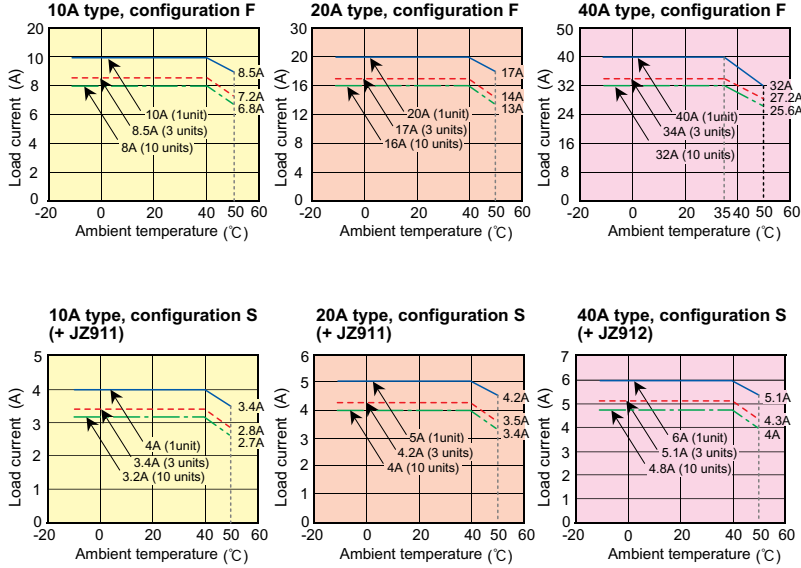 10A type, configuration F
Load current (A)
20
10
8
6
4
2
0
-20
0
20
40
50
60
8.5A
7.2A
6.8A
10A (1unit)
8.5A (3 units)
8A (10 units)
Ambient temperature (℃)
20A type, configuration F
Load current (A)
24
20
16
12
8
4
0
-20
0
20
40
50
60
17A
14A
13A
20A (1unit)
17A (3 units)
16A (10 units)
Ambient temperature (℃)
40A type, configuration F
Load current (A)
50
40
32
24
16
8
0
-20
0
20
35
40
50
60
32A
27.2A
25.6A
40A (1unit)
34A (3 units)
32A (10 units)
Ambient temperature (℃)
10A type, configuration S
(+ JZ911)
Load current (A)
5
4
3
2
1
0
-20
0
20
40
50
60
3.4A
2.8A
2.7A
4A (1unit)
3.4A (3 units)
3.2A (10 units)
Ambient temperature (℃)
20A type, configuration S
(+ JZ911)
Load current (A)
6
5
4
3
2
1
0
-20
0
20
40
50
60
4.2A
3.5A
3.4A
5A (1unit)
4.2A (3 units)
4A (10 units)
Ambient temperature (℃)
40A type, configuration S
(+ JZ912)
Load current (A)
7
6
5
4
3
2
1
0
-20
0
20
40
50
60
5.1A
4.3A
4A
6A (1unit)
5.1A (3 units)
4.8A (10 units)
Ambient temperature (℃)